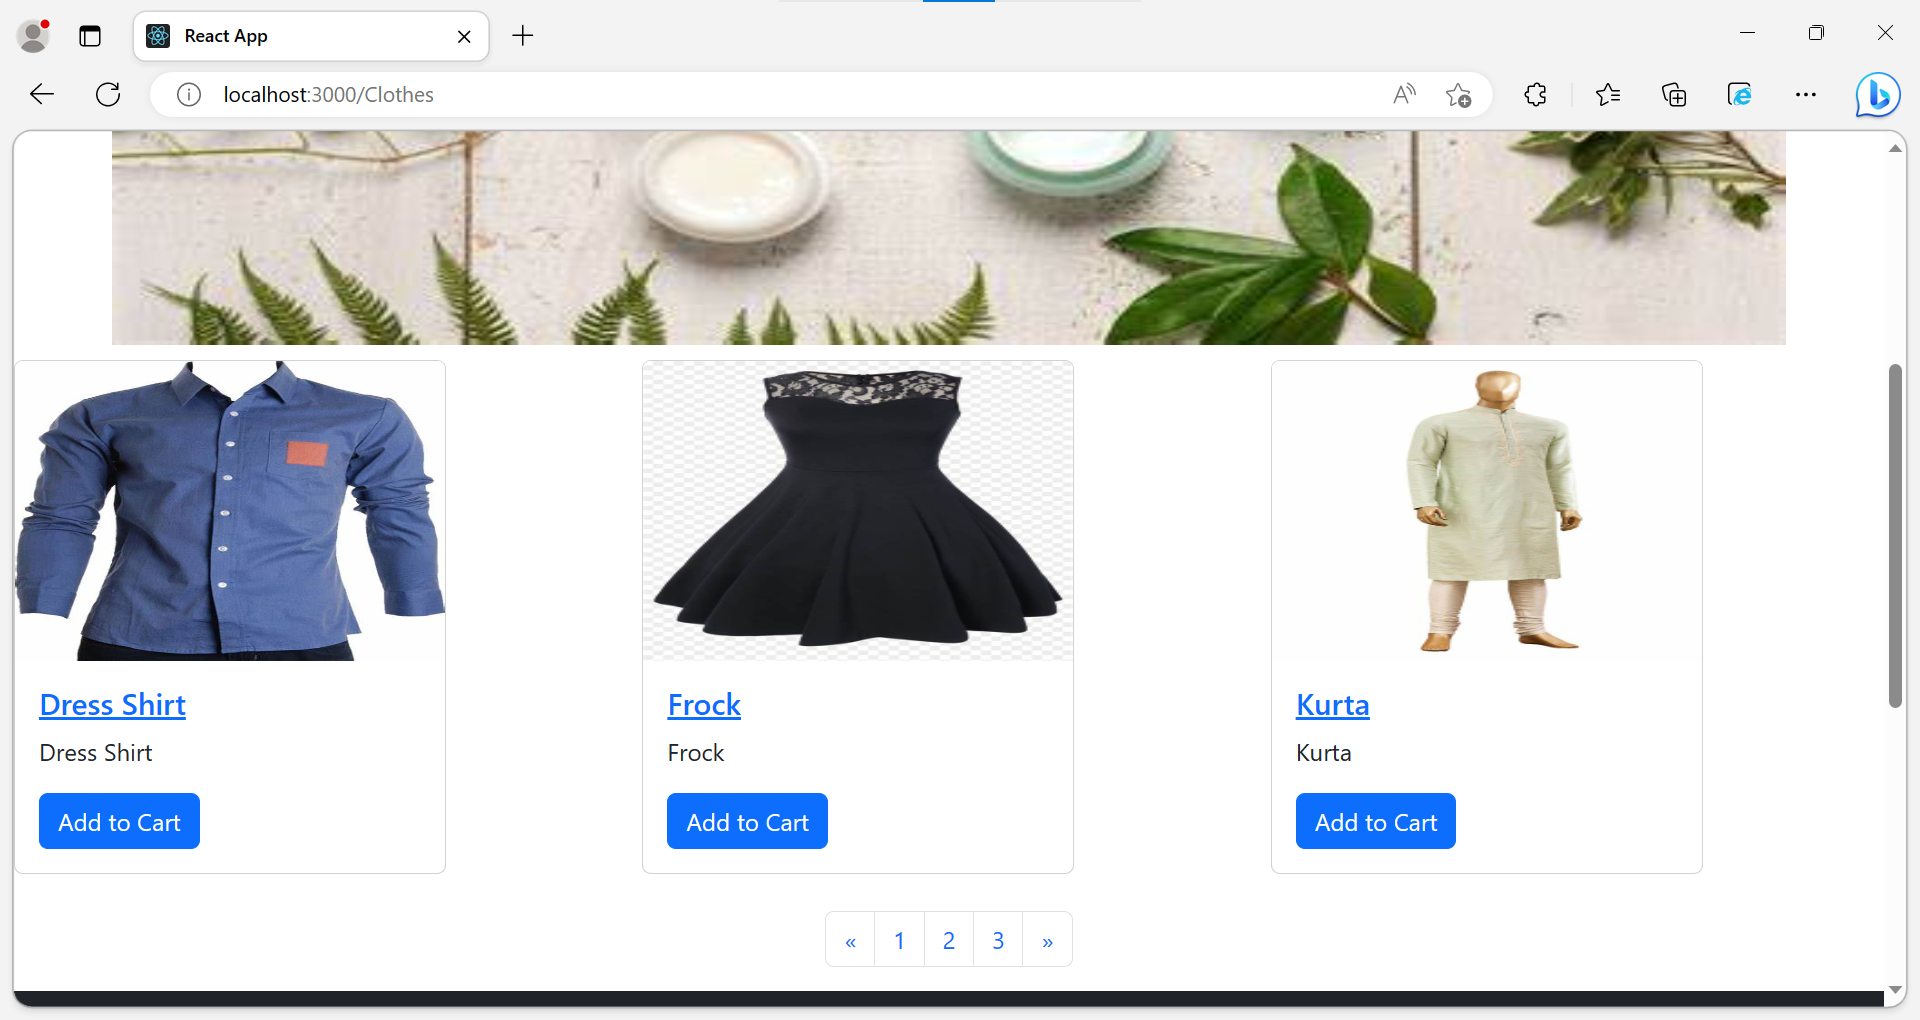 React App
localhost:3000/Clothes
Dress Shirt
Dress Shirt
Add to Cart
Frock
Frock
Add to Cart
Kurta
Kurta
Add to Cart
« 1 2 3 »